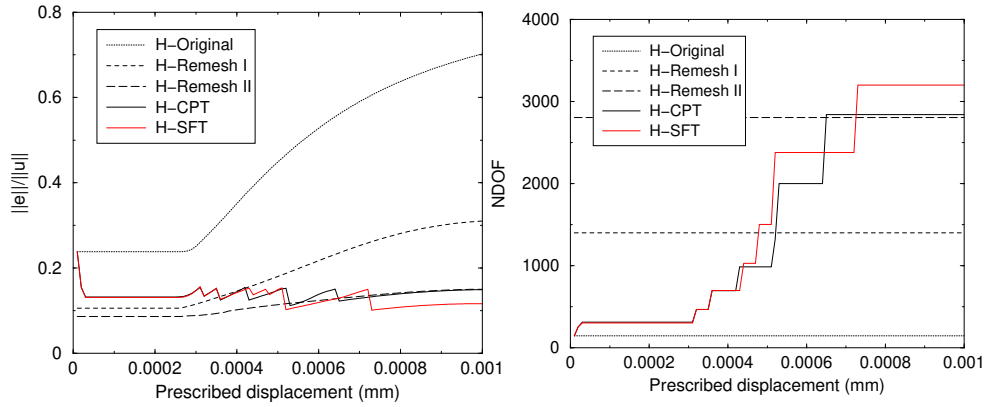 0.8
0.6
0.4
0.2
0
||e||/||u||
H−Original
H−Remesh I
H−Remesh II
H−CPT
H−SFT
0 0.0002 0.0004 0.0006 0.0008 0.001
Prescribed displacement (mm)
4000
3000
2000
1000
0
NDOF
H−Original
H−Remesh I
H−Remesh II
H−CPT
H−SFT
0 0.0002 0.0004 0.0006 0.0008 0.001
Prescribed displacement (mm)